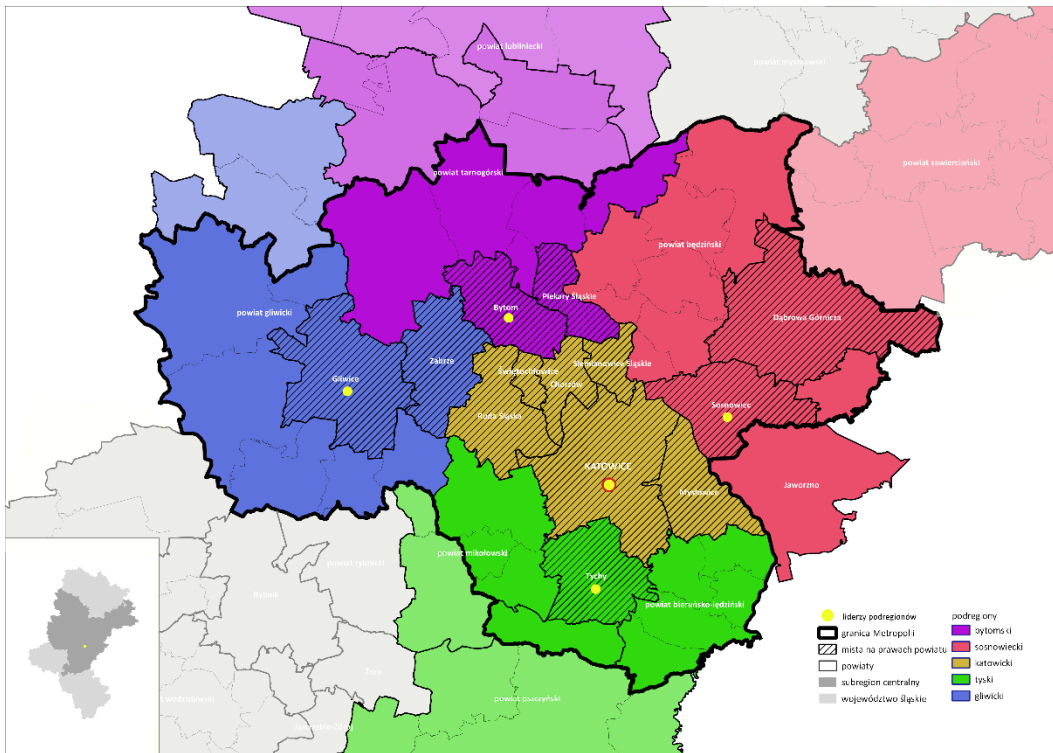 powiat lubliniecki
powiat myszkowski
powiat tarnogórski
powiat zawierciański
powiat będziński
powiat gliwicki
Piekary Śląskie
Bytom
Dąbrowa Górnicza
Zabrze
Siemianowice Śląskie
Świętochłowice
Gliwice
Chorzów
Sosnowiec
Ruda Śląska
KATOWICE
Jaworzno
Mysłowice
powiat mikołowski
powiat rybnicki
Tychy
Rybnik
powiat bieruńsko-lędziński
Żory
powiat pszczyński
liderzy podregionów
granica Metropolii
mista na prawach powiatu
powiaty
subregion centralny
województwo śląskie
podregiony
bytomski
sosnowiecki
katowicki
tyski
gliwicki